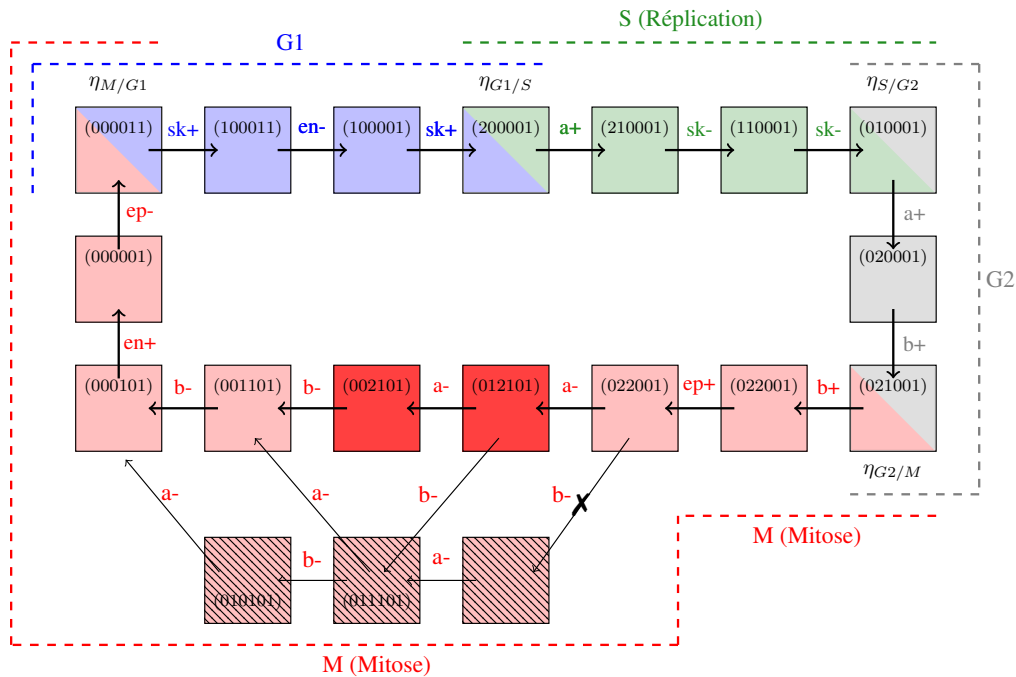 S (Réplication)
G1
η_{M/G1}
η_{G1/S}
η_{S/G2}
(000011) sk+ (100011) en- (100001) sk+ (200001) a+ (210001) sk- (110001) sk- (010001)
ep- a+
(000001) (020001)
G2
en+ b+
(000101) b- (001101) b- (002101) a- (012101) a- (022001) ep+ (022001) b+ (021001)
η_{G2/M}
a- a- b- b- ✗
M (Mitose)
b- a-
(010101) (011101)
M (Mitose)